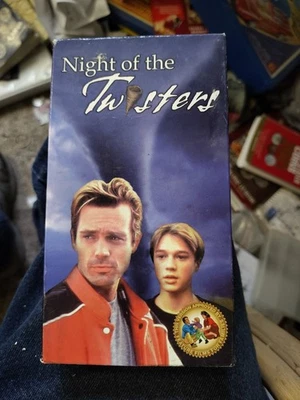 Night of the
Twisters